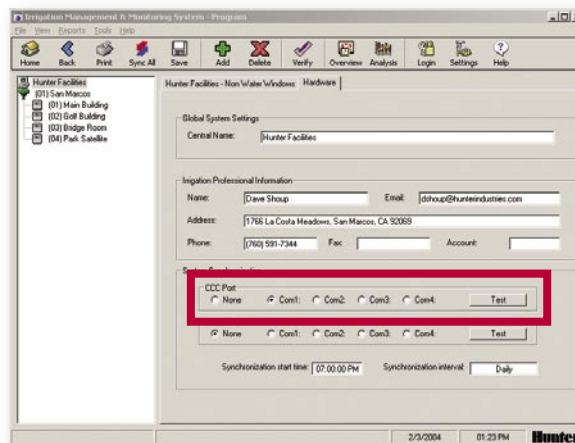 Irrigation Management & Monitoring System - Program
File View Reports Tools Help
Home Back Print Sync All Save Add Delete Verify Overview Analysis Login Settings Help
Hunter Facilities
(01) San Marcos
(01) Main Building
(02) Golf Building
(03) Bridge Room
(04) Park Satellite
Hunter Facilities - Non Water Windows Hardware
Global System Settings
Central Name: Hunter Facilities
Irrigation Professional Information
Name: Dave Shoup Email: dshoup@hunterindustries.com
Address: 1766 La Costa Meadows, San Marcos, CA 92069
Phone: (760) 591-7344 Fax: Account:
CCC Port
None Com1: Com2: Com3: Com4: Test
None Com1: Com2: Com3: Com4: Test
Synchronization start time: 07:00:00 PM Synchronization interval: Daily
2/3/2004 01:23 PM Hunter